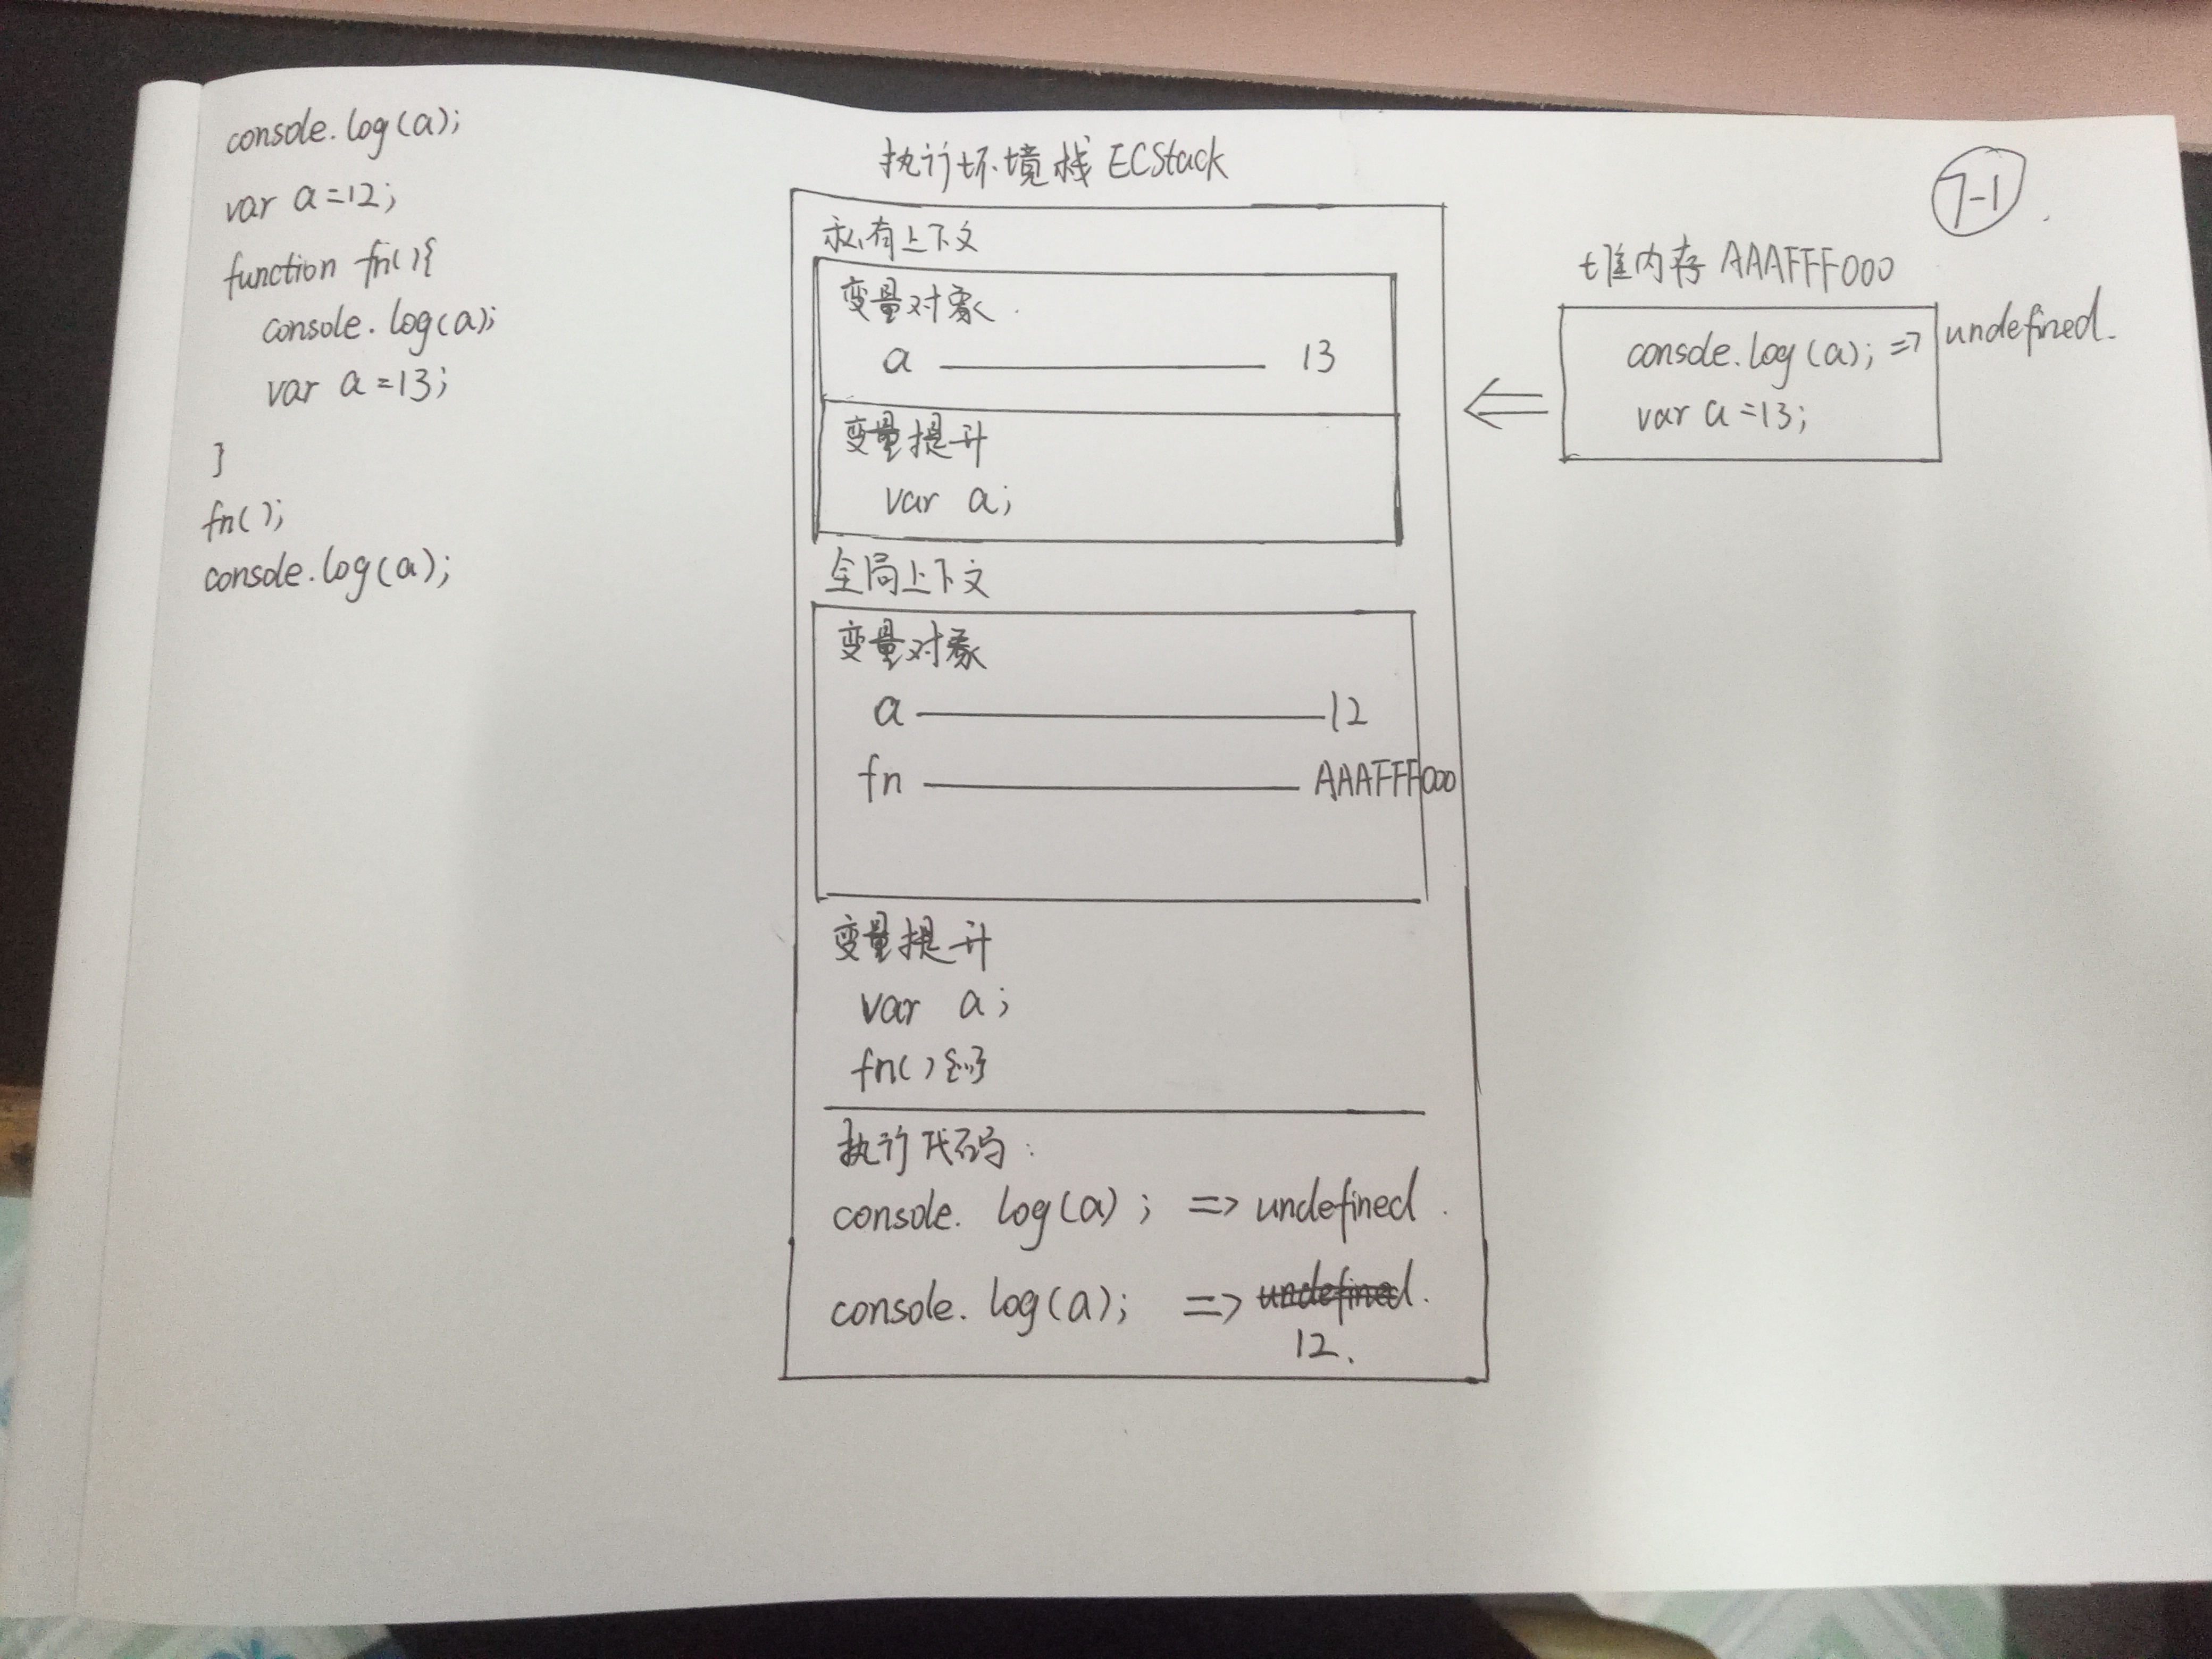 console.log(a);
var a=12;
function fn(){
console.log(a);
var a=13;
}
fn();
console.log(a);
执行环境栈 ECStack
私有上下文
变量对象
a 13
变量提升
var a;
全局上下文
变量对象
a 12
fn AAAFFF000
变量提升
var a;
fn(){...}
执行代码:
console.log(a); => undefined.
console.log(a); => undefined.
12.
7-1
堆内存 AAAFFF000
console.log(a); => undefined.
var a=13;